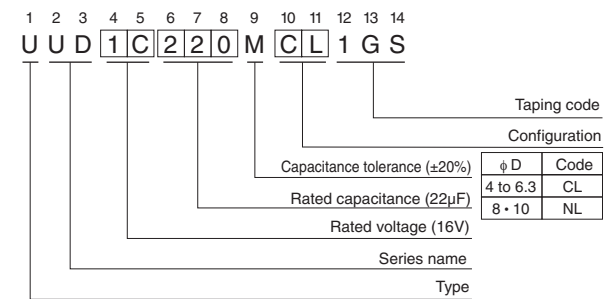 1 2 3 4 5 6 7 8 9 10 11 12 13 14
U U D 1 C 2 2 0 M C L 1 G S
Taping code
Configuration
ϕ D Code
4 to 6.3 CL
8 • 10 NL
Capacitance tolerance (±20%)
Rated capacitance (22µF)
Rated voltage (16V)
Series name
Type